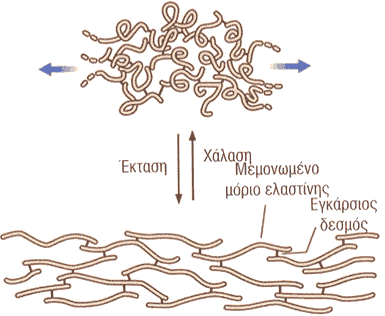 Έκταση
Χάλαση
Μεμονωμένο
μόριο ελαστίνης
Εγκάρσιος
δεσμός